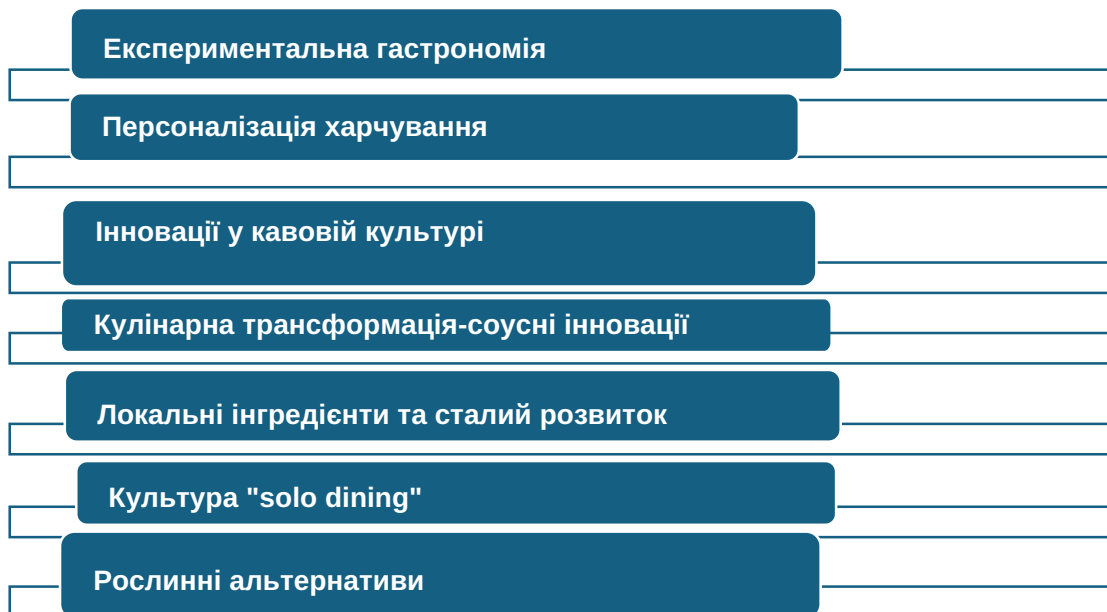 Експериментальна гастрономія
Персоналізація харчування
Інновації у кавовій культурі
Кулінарна трансформація-соусні інновації
Локальні інгредієнти та сталий розвиток
Культура "solo dining"
Рослинні альтернативи